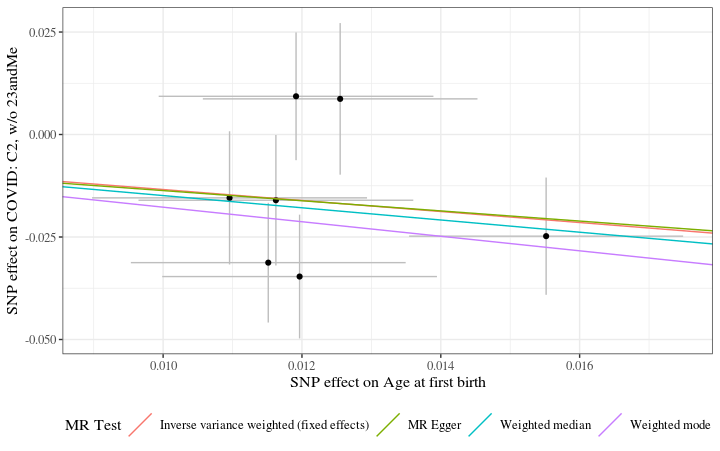 SNP effect on COVID: C2, w/o 23andMe
0.025
0.000
-0.025
-0.050
0.010
0.012
0.014
0.016
SNP effect on Age at first birth
MR Test
Inverse variance weighted (fixed effects)
MR Egger
Weighted median
Weighted mode